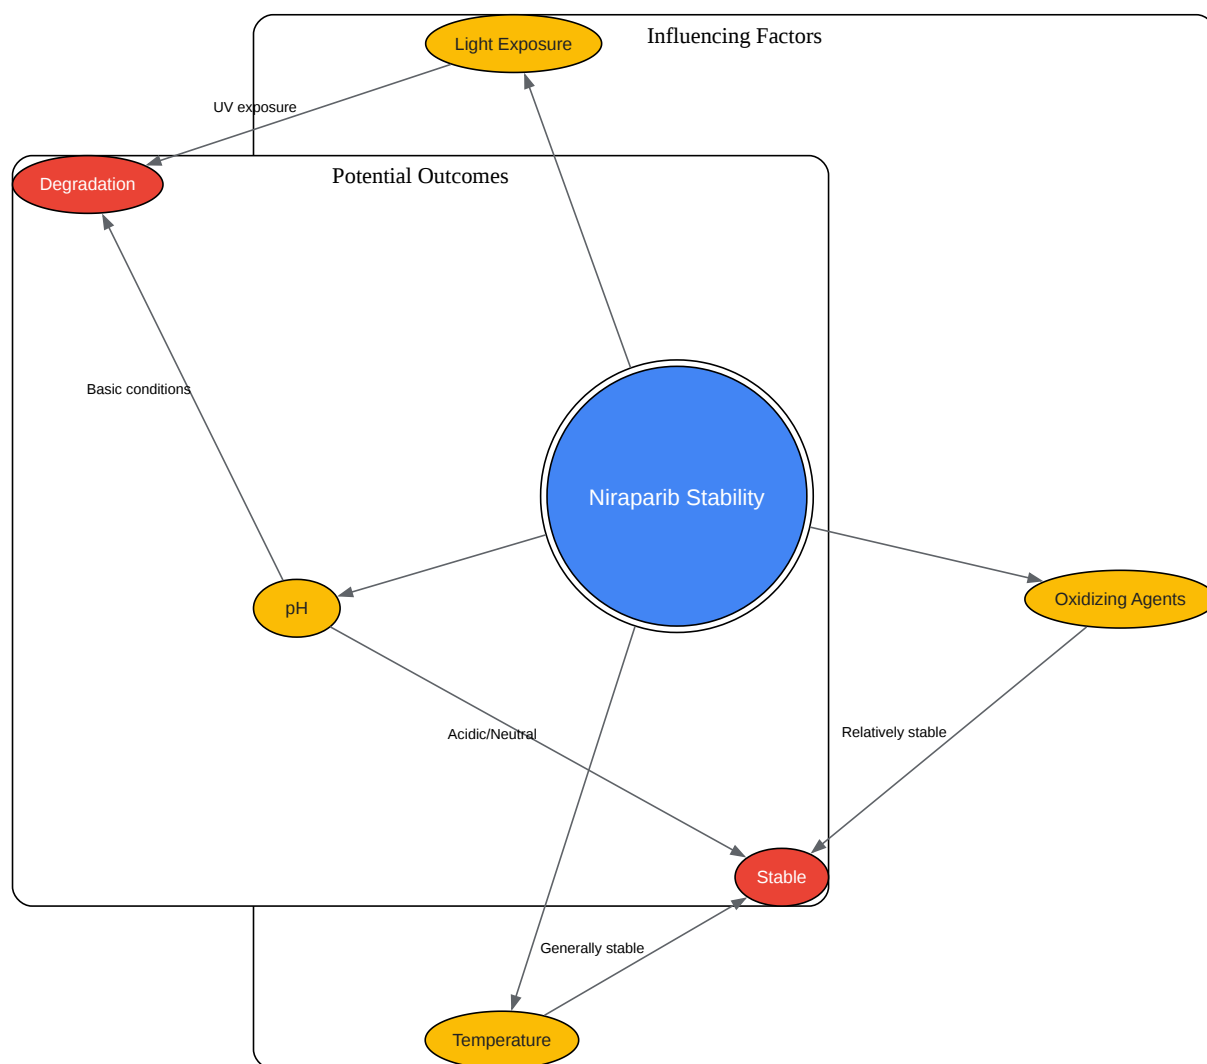 Light Exposure
Influencing Factors
UV exposure
Degradation
Potential Outcomes
Basic conditions
Niraparib Stability
pH
Oxidizing Agents
Acidic/Neutral
Relatively stable
Stable
Generally stable
Temperature